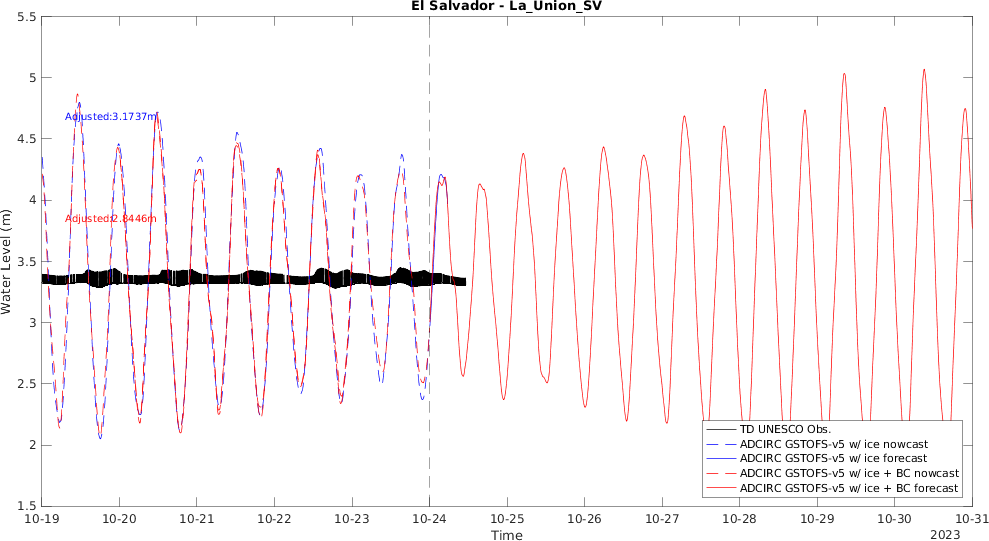 El Salvador - La_Union_SV
5.5
5
4.5
4
3.5
3
2.5
2
1.5
Water Level (m)
Adjusted:3.1737m
Adjusted:2.8446m
TD UNESCO Obs.
ADCIRC GSTOFS-v5 w/ ice nowcast
ADCIRC GSTOFS-v5 w/ ice forecast
ADCIRC GSTOFS-v5 w/ ice + BC nowcast
ADCIRC GSTOFS-v5 w/ ice + BC forecast
10-19 10-20 10-21 10-22 10-23 10-24 10-25 10-26 10-27 10-28 10-29 10-30 10-31
Time
2023